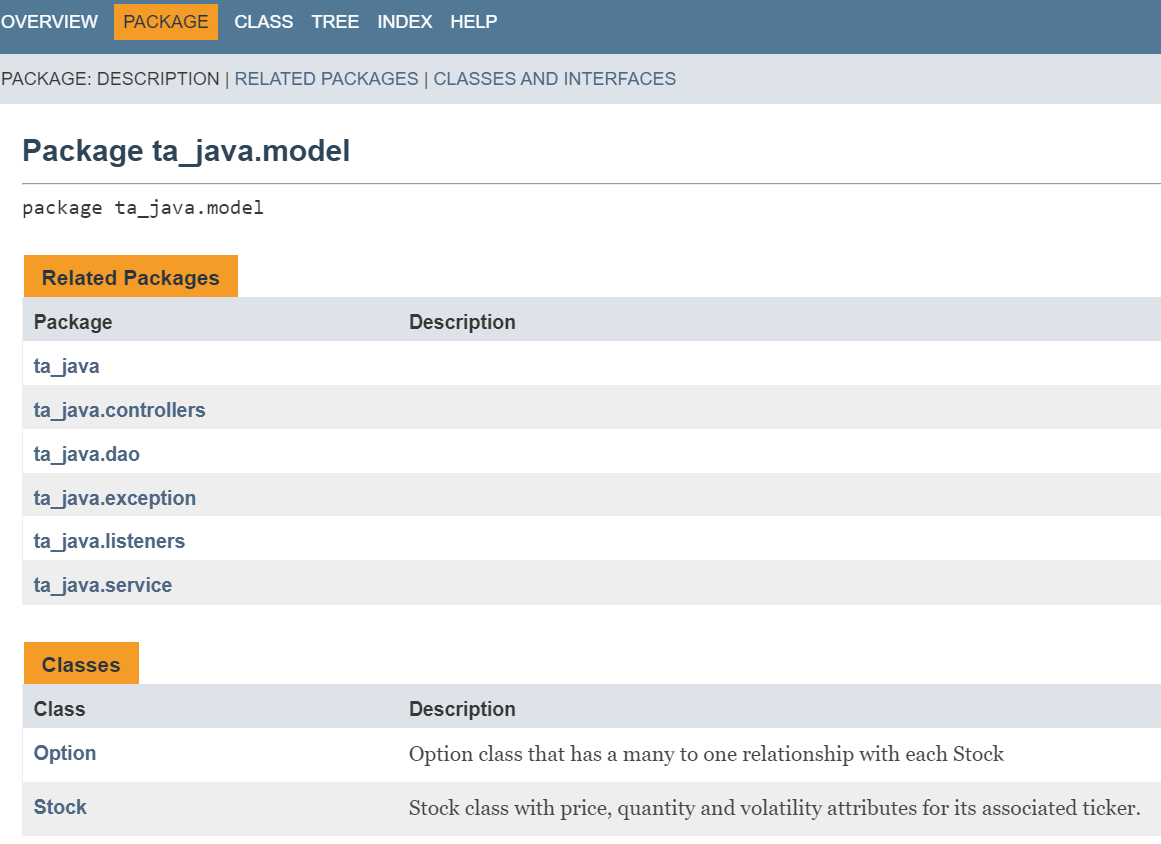 OVERVIEW PACKAGE CLASS TREE INDEX HELP
PACKAGE: DESCRIPTION | RELATED PACKAGES | CLASSES AND INTERFACES
Package ta_java.model
package ta_java.model
Related Packages
Package Description
ta_java
ta_java.controllers
ta_java.dao
ta_java.exception
ta_java.listeners
ta_java.service
Classes
Class Description
Option Option class that has a many to one relationship with each Stock
Stock Stock class with price, quantity and volatility attributes for its associated ticker.